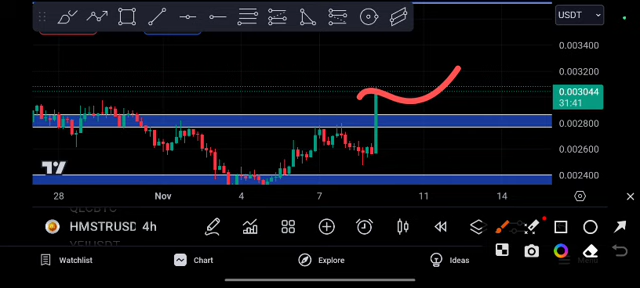 USDT
0.003400
0.003200
0.003044
31:41
0.002800
0.002600
0.002400
28 Nov 4 7 11 14
HMSTRUSD 4h
Watchlist Chart Explore Ideas